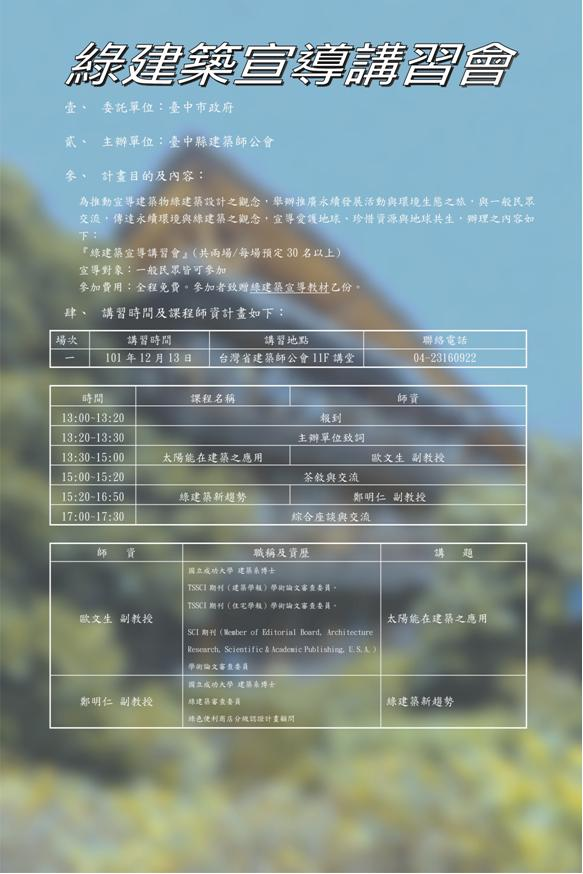 綠建築宣導講習會
壹、 委託單位：臺中市政府
貳、 主辦單位：臺中縣建築師公會
參、 計畫目的及內容：
為推動宣導建築物綠建築設計之觀念，舉辦推廣永續發展活動與環境生態之旅，與一般民眾
交流，傳達永續環境與綠建築之觀念，宣導愛護地球、珍惜資源與地球共生，辦理之內容如
下：
『綠建築宣導講習會』(共兩場/每場預定 30 名以上)
宣導對象：一般民眾皆可參加
參加費用：全程免費。參加者致贈綠建築宣導教材乙份。
肆、 講習時間及課程師資計畫如下：
場次 講習時間 講習地點 聯絡電話
一 101 年 12 月 13 日 台灣省建築師公會 11F 講堂 04-23160922
時間 課程名稱 師資
13:00~13:20 報到
13:20~13:30 主辦單位致詞
13:30~15:00 太陽能在建築之應用 歐文生 副教授
15:00~15:20 茶敘與交流
15:20~16:50 綠建築新趨勢 鄭明仁 副教授
17:00~17:30 綜合座談與交流
師 資 職稱及資歷 講 題
國立成功大學 建築系博士
TSSCI 期刊 (建築學報) 學術論文審查委員。
TSSCI 期刊 (住宅學報) 學術論文審查委員。
歐文生 副教授 太陽能在建築之應用
SCI 期刊 (Member of Editorial Board, Architecture
Research, Scientific & Academic Publishing, U.S.A.)
學術論文審查委員
國立成功大學 建築系博士
鄭明仁 副教授 綠建築審查委員 綠建築新趨勢
綠色便利商店分級認證計畫顧問